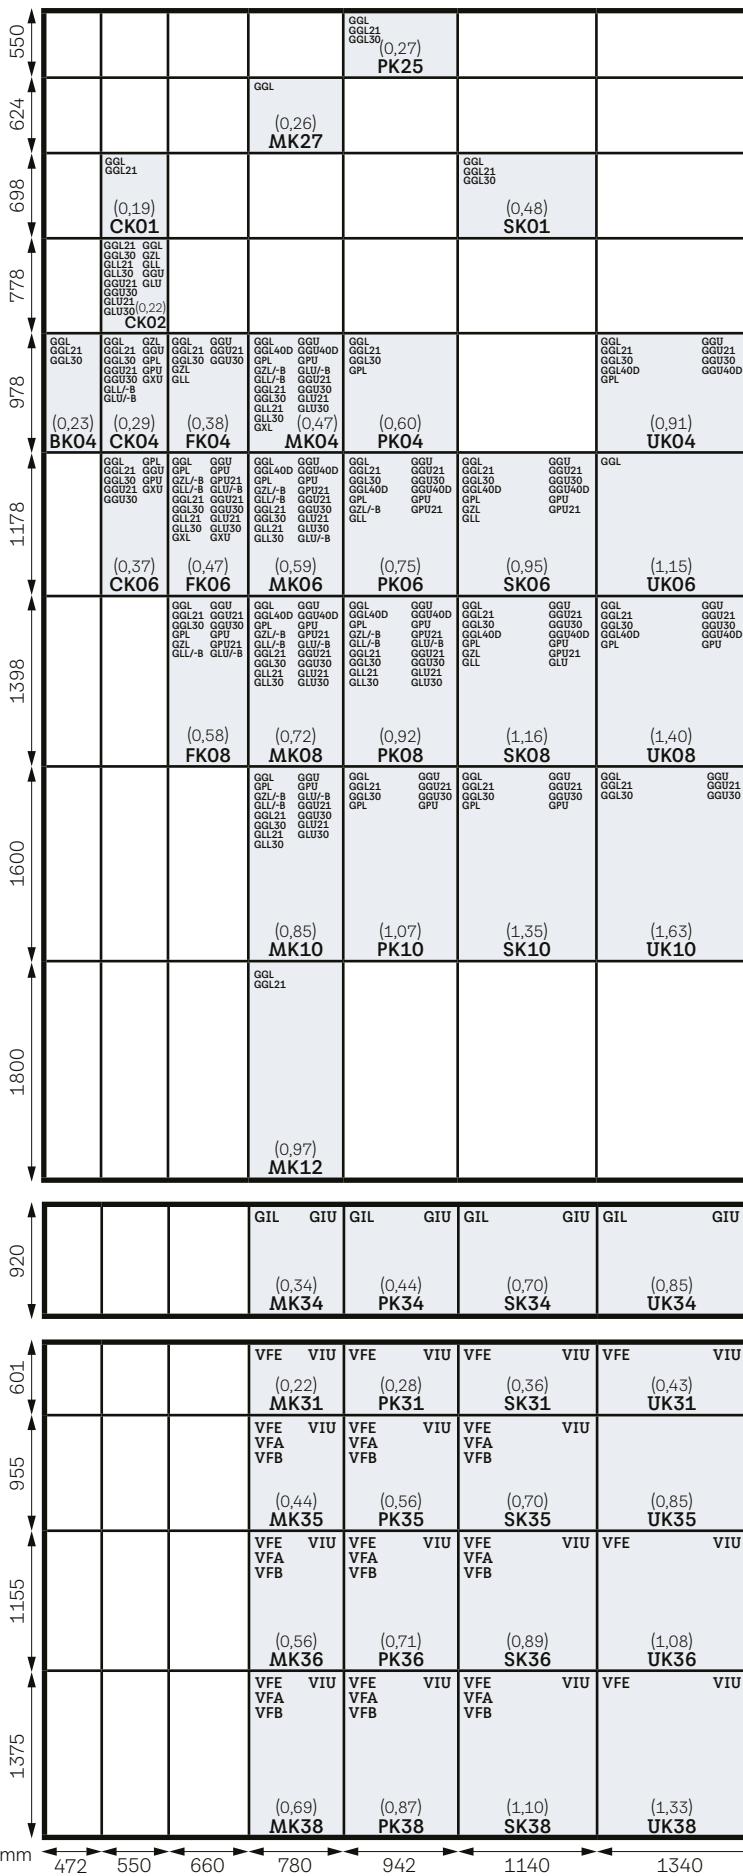 550
GGL
GGL21
GGL30
(0,27)
PK25
624
GGL
(0,26)
MK27
698
GGL
GGL21
(0,19)
CK01
GGL
GGL21
GGL30
(0,48)
SK01
778
GGL21 GGL
GGL30 GZL
GLL21 GLL
GLL30 GGU
GGU21 GLU
GGU30
GLU21
GLU30 (0,22)
CK02
978
GGL
GGL21
GGL30
(0,23)
BK04
GGL GZL
GGL21 GGU
GGL30 GPL
GGU21 GPU
GGU30 GXU
GLL/-B
GLU/-B
(0,29)
CK04
GGL GGU
GGL21 GGU21
GGL30 GGU30
GZL
GLL
(0,38)
FK04
GGL GGU
GGL40D GGU40D
GPL GPU
GZL/-B GLU/-B
GLL/-B GGU21
GGL21 GGU30
GGL30 GLU21
GLL21 GLU30
GLL30
GXL (0,47)
MK04
GGL
GGL21
GGL30
GPL
(0,60)
PK04
GGL GGU
GGL21 GGU21
GGL30 GGU30
GGL40D GGU40D
GPL
(0,91)
UK04
1178
GGL GPL
GGL21 GGU
GGL30 GPU
GGU21 GXU
GGU30
(0,37)
CK06
GGL GGU
GPL GPU
GZL/-B GPU21
GLL/-B GLU/-B
GGL21 GGU21
GGL30 GGU30
GLL21 GLU21
GLL30 GLU30
GXL GXU
(0,47)
FK06
GGL GGU
GGL40D GGU40D
GPL GPU
GZL/-B GPU21
GLL/-B GGU21
GGL21 GGU30
GGL30 GLU21
GLL21 GLU30
GLL30 GLU/-B
(0,59)
MK06
GGL GGU
GGL21 GGU21
GGL30 GGU30
GGL40D GGU40D
GPL GPU
GZL/-B GPU21
GLL
(0,75)
PK06
GGL GGU
GGL21 GGU21
GGL30 GGU30
GGL40D GGU40D
GPL GPU
GZL GPU21
GLL
(0,95)
SK06
GGL
(1,15)
UK06
1398
GGL GGU
GGL21 GGU21
GGL30 GGU30
GPL GPU
GZL GPU21
GLL/-B GLU/-B
(0,58)
FK08
GGL GGU
GGL40D GGU40D
GPL GPU
GZL/-B GPU21
GLL/-B GLU/-B
GGL21 GGU21
GGL30 GGU30
GLL21 GLU21
GLL30 GLU30
(0,72)
MK08
GGL GGU
GGL40D GGU40D
GPL GPU
GZL/-B GPU21
GLL/-B GLU/-B
GGL21 GGU21
GGL30 GGU30
GLL21 GLU21
GLL30 GLU30
(0,92)
PK08
GGL GGU
GGL21 GGU21
GGL30 GGU30
GGL40D GGU40D
GPL GPU
GZL GPU21
GLL GLU
(1,16)
SK08
GGL GGU
GGL21 GGU21
GGL30 GGU30
GGL40D GGU40D
GPL GPU
(1,40)
UK08
1600
GGL GGU
GPL GPU
GZL/-B GLU/-B
GLL/-B GGU21
GGL21 GGU30
GGL30 GLU21
GLL21 GLU30
GLL30
(0,85)
MK10
GGL GGU
GGL21 GGU21
GGL30 GGU30
GPL GPU
(1,07)
PK10
GGL GGU
GGL21 GGU21
GGL30 GGU30
GPL GPU
(1,35)
SK10
GGL GGU
GGL21 GGU21
GGL30 GGU30
(1,63)
UK10
1800
GGL
GGL21
(0,97)
MK12
920
GIL GIU
(0,34)
MK34
GIL GIU
(0,44)
PK34
GIL GIU
(0,70)
SK34
GIL GIU
(0,85)
UK34
601
VFE VIU
(0,22)
MK31
VFE VIU
(0,28)
PK31
VFE VIU
(0,36)
SK31
VFE VIU
(0,43)
UK31
955
VFE VIU
VFA
VFB
(0,44)
MK35
VFE VIU
VFA
VFB
(0,56)
PK35
VFE VIU
VFA
VFB
(0,70)
SK35
(0,85)
UK35
1155
VFE VIU
VFA
VFB
(0,56)
MK36
VFE VIU
VFA
VFB
(0,71)
PK36
VFE VIU
VFA
VFB
(0,89)
SK36
VFE VIU
(1,08)
UK36
1375
VFE VIU
VFA
VFB
(0,69)
MK38
VFE VIU
VFA
VFB
(0,87)
PK38
VFE VIU
VFA
VFB
(1,10)
SK38
VFE VIU
(1,33)
UK38
mm 472 550 660 780 942 1140 1340